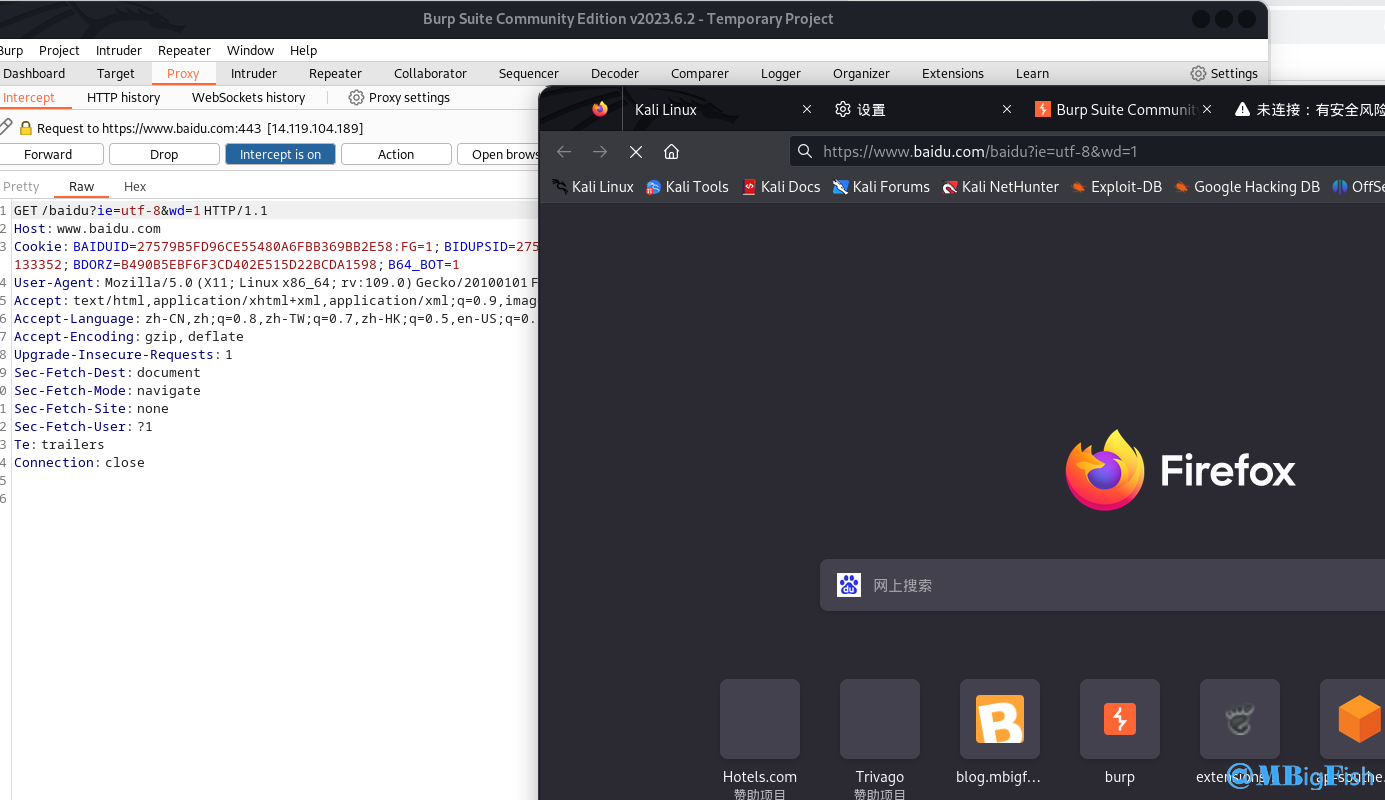 Burp Suite Community Edition v2023.6.2 - Temporary Project
Burp Project Intruder Repeater Window Help
Dashboard Target Proxy Intruder Repeater Collaborator Sequencer Decoder Comparer Logger Organizer Extensions Learn Settings
Intercept HTTP history WebSockets history Proxy settings
Request to https://www.baidu.com:443 [14.119.104.189]
Forward Drop Intercept is on Action Open brows
Pretty Raw Hex
1 GET /baidu?ie=utf-8&wd=1 HTTP/1.1
2 Host: www.baidu.com
3 Cookie: BAIDUID=27579B5FD96CE55480A6FBB369BB2E58:FG=1; BIDUPSID=275
133352; BDORZ=B490B5EBF6F3CD402E515D22BCDA1598; B64_BOT=1
4 User-Agent: Mozilla/5.0 (X11; Linux x86_64; rv:109.0) Gecko/20100101 F
5 Accept: text/html,application/xhtml+xml,application/xml;q=0.9,imag
6 Accept-Language: zh-CN,zh;q=0.8,zh-TW;q=0.7,zh-HK;q=0.5,en-US;q=0.
7 Accept-Encoding: gzip, deflate
8 Upgrade-Insecure-Requests: 1
9 Sec-Fetch-Dest: document
0 Sec-Fetch-Mode: navigate
1 Sec-Fetch-Site: none
2 Sec-Fetch-User: ?1
3 Te: trailers
4 Connection: close
5
6
Kali Linux 设置 Burp Suite Communit 未连接：有安全风险
https://www.baidu.com/baidu?ie=utf-8&wd=1
Kali Linux Kali Tools Kali Docs Kali Forums Kali NetHunter Exploit-DB Google Hacking DB OffSe
Firefox
网上搜索
Hotels.com Trivago blog.mbigf… burp extensions ap-southe
赞助项目 赞助项目
@MBigFish